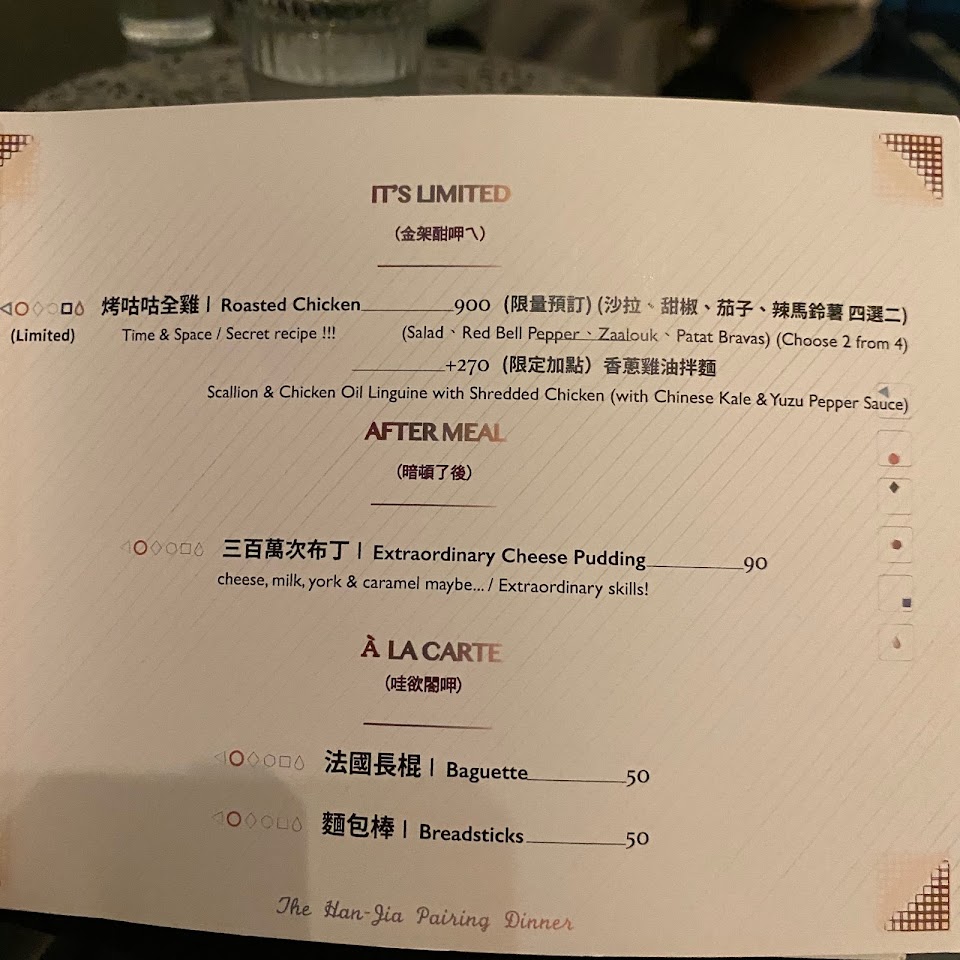 IT'S LIMITED
(金架酣呷ㄟ)
烤咕咕全雞 | Roasted Chicken 900 (限量預訂) (沙拉、甜椒、茄子、辣馬鈴薯 四選二)
(Limited) Time & Space / Secret recipe !!! (Salad、Red Bell Pepper、Zaalouk、Patat Bravas) (Choose 2 from 4)
+270 (限定加點) 香蔥雞油拌麵
Scallion & Chicken Oil Linguine with Shredded Chicken (with Chinese Kale & Yuzu Pepper Sauce)
AFTER MEAL
(暗頓了後)
三百萬次布丁 | Extraordinary Cheese Pudding 90
cheese, milk, york & caramel maybe... / Extraordinary skills!
À LA CARTE
(哇欲閣呷)
法國長棍 | Baguette 50
麵包棒 | Breadsticks 50
The Han-Jia Pairing Dinner